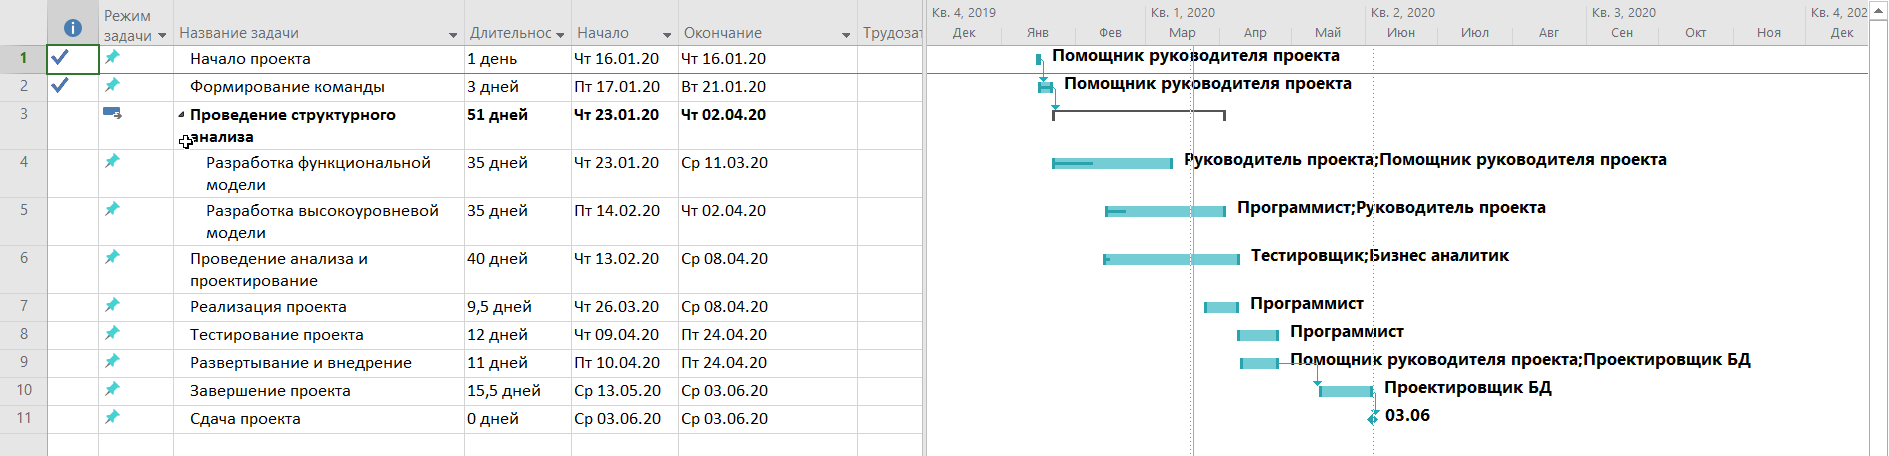 Кв. 4, 2019 Кв. 1, 2020 Кв. 2, 2020 Кв. 3, 2020 Кв. 4, 202
Режим задачи Название задачи Длительнос Начало Окончание Трудозат Дек Янв Фев Мар Апр Май Июн Июл Авг Сен Окт Ноя Дек
1 Начало проекта 1 день Чт 16.01.20 Чт 16.01.20 Помощник руководителя проекта
2 Формирование команды 3 дней Пт 17.01.20 Вт 21.01.20 Помощник руководителя проекта
3 Проведение структурного 51 дней Чт 23.01.20 Чт 02.04.20
анализа
4 Разработка функциональной 35 дней Чт 23.01.20 Ср 11.03.20 Руководитель проекта;Помощник руководителя проекта
модели
5 Разработка высокоуровневой 35 дней Пт 14.02.20 Чт 02.04.20 Программист;Руководитель проекта
модели
6 Проведение анализа и 40 дней Чт 13.02.20 Ср 08.04.20 Тестировщик;Бизнес аналитик
проектирование
7 Реализация проекта 9,5 дней Чт 26.03.20 Ср 08.04.20 Программист
8 Тестирование проекта 12 дней Чт 09.04.20 Пт 24.04.20 Программист
9 Развертывание и внедрение 11 дней Пт 10.04.20 Пт 24.04.20 Помощник руководителя проекта;Проектировщик БД
10 Завершение проекта 15,5 дней Ср 13.05.20 Ср 03.06.20 Проектировщик БД
11 Сдача проекта 0 дней Ср 03.06.20 Ср 03.06.20 03.06